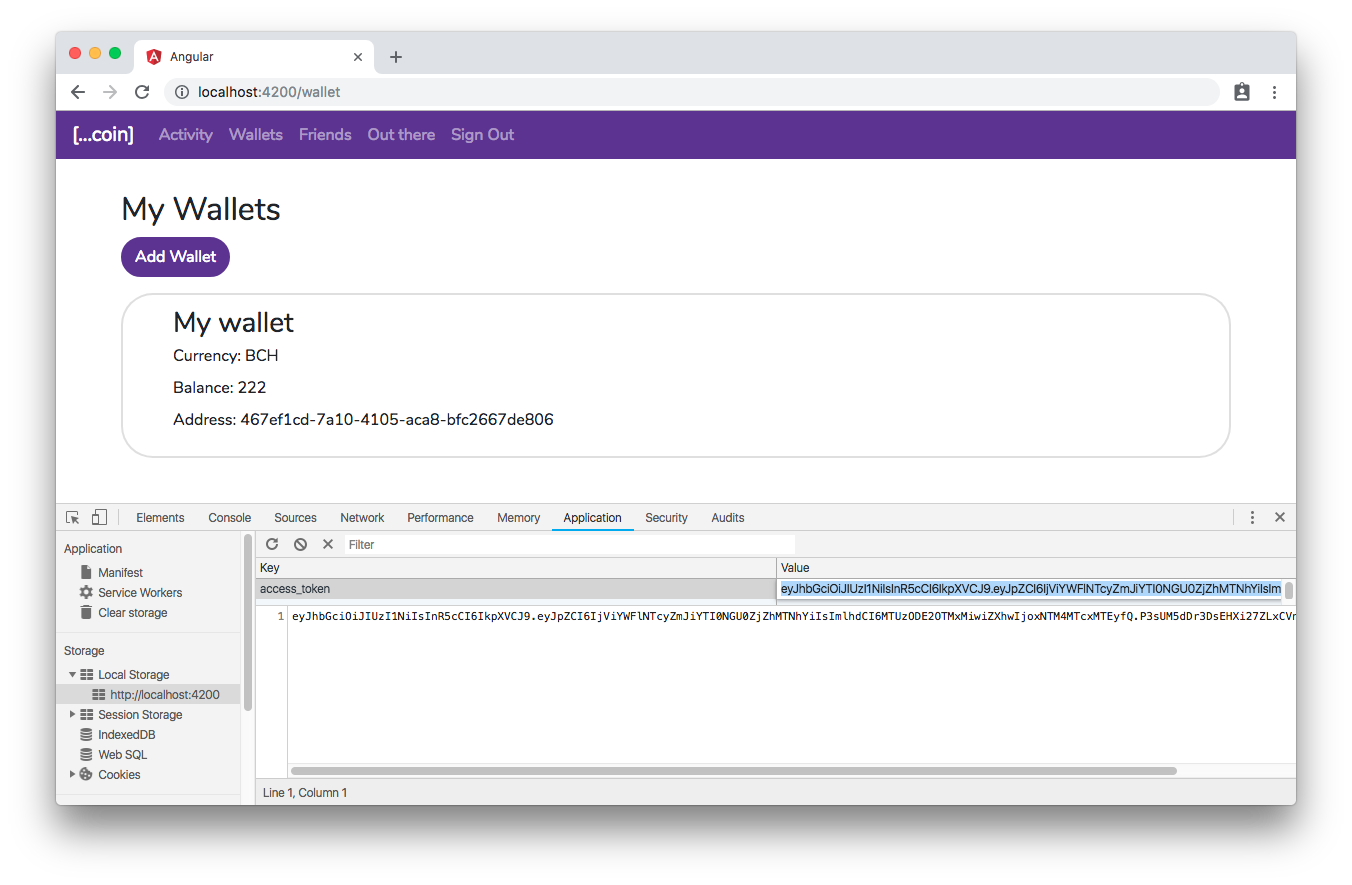 Angular
localhost:4200/wallet
[...coin] Activity Wallets Friends Out there Sign Out
My Wallets
Add Wallet
My wallet
Currency: BCH
Balance: 222
Address: 467ef1cd-7a10-4105-aca8-bfc2667de806
Elements Console Sources Network Performance Memory Application Security Audits
Application
Manifest
Service Workers
Clear storage
Storage
Local Storage
http://localhost:4200
Session Storage
IndexedDB
Web SQL
Cookies
Filter
Key Value
access_token eyJhbGciOiJIUzI1NiIsInR5cCI6IkpXVCJ9.eyJpZCI6IjViYWFlNTcyZmJiYTI0NGU0ZjZhMTNhYiIsIm
1 eyJhbGciOiJIUzI1NiIsInR5cCI6IkpXVCJ9.eyJpZCI6IjViYWFlNTcyZmJiYTI0NGU0ZjZhMTNhYiIsImlhdCI6MTUzODE2OTMxMiwiZXhwIjoxNTM4MTcxMTEyfQ.P3sUM5dDr3DsEHXi27ZLxCVr
Line 1, Column 1